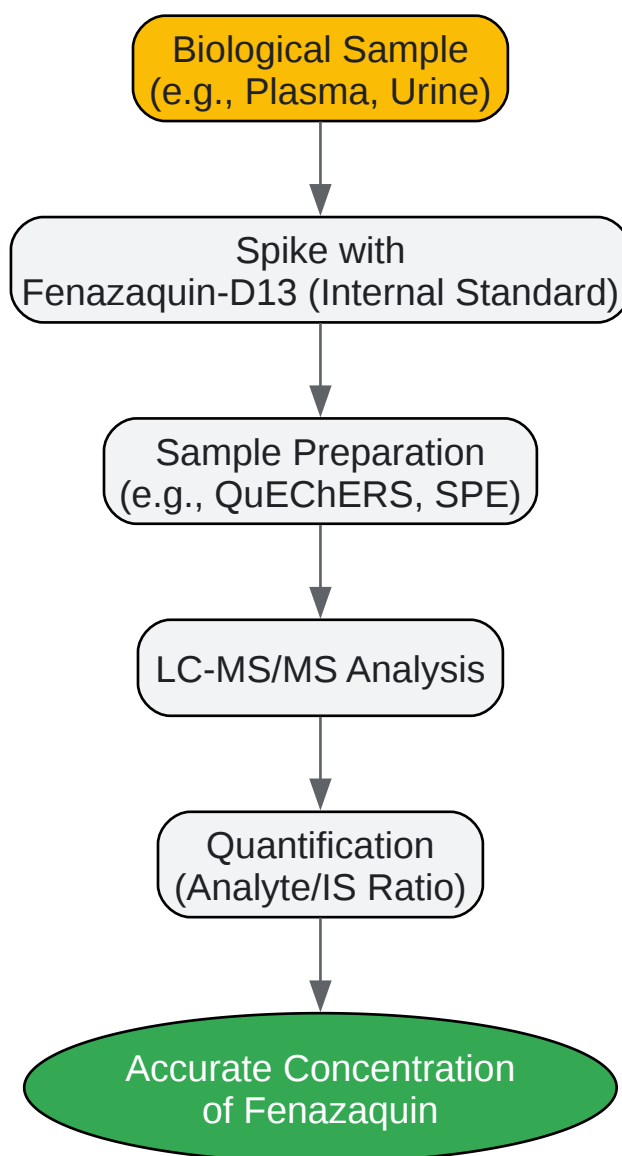 Biological Sample
(e.g., Plasma, Urine)
Spike with
Fenazaquin-D13 (Internal Standard)
Sample Preparation
(e.g., QuEChERS, SPE)
LC-MS/MS Analysis
Quantification
(Analyte/IS Ratio)
Accurate Concentration
of Fenazaquin